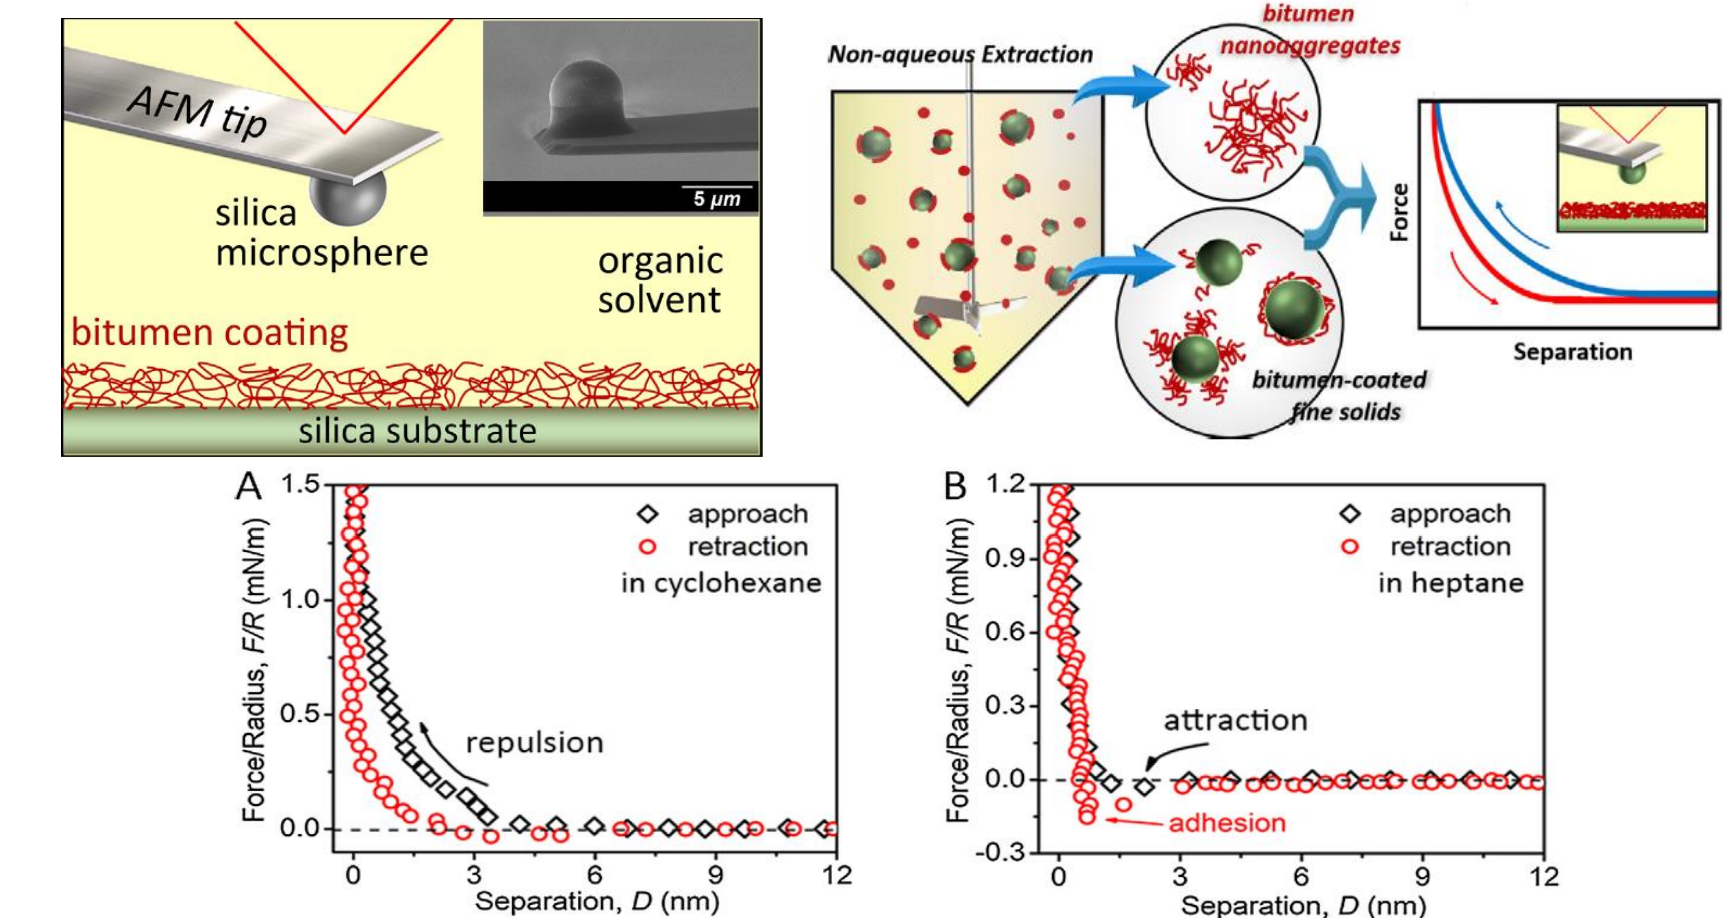 AFM tip
5 μm
silica
microsphere
organic
solvent
bitumen coating
silica substrate
bitumen
nanoaggregates
Non-aqueous Extraction
bitumen-coated
fine solids
Force
Separation
A
1.5
1.0
0.5
0.0
Force/Radius, F/R (mN/m)
approach
retraction
in cyclohexane
repulsion
0 3 6 9 12
Separation, D (nm)
B
1.2
0.9
0.6
0.3
0.0
-0.3
Force/Radius, F/R (mN/m)
approach
retraction
in heptane
attraction
adhesion
0 3 6 9 12
Separation, D (nm)